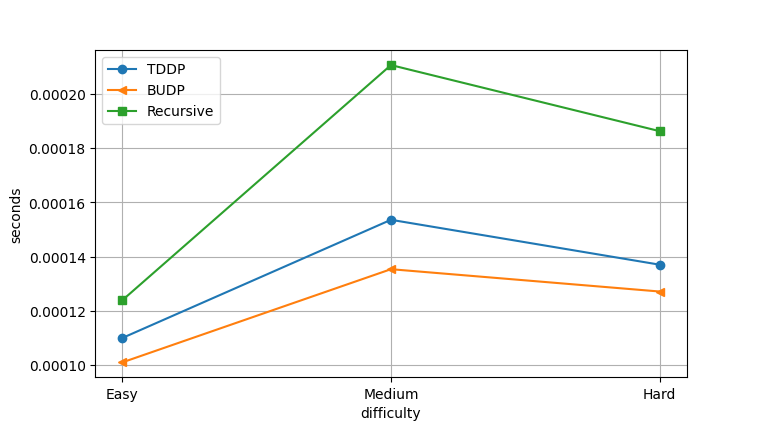 TDDP
BUDP
Recursive
0.00020
0.00018
0.00016
0.00014
0.00012
0.00010
seconds
Easy Medium Hard
difficulty